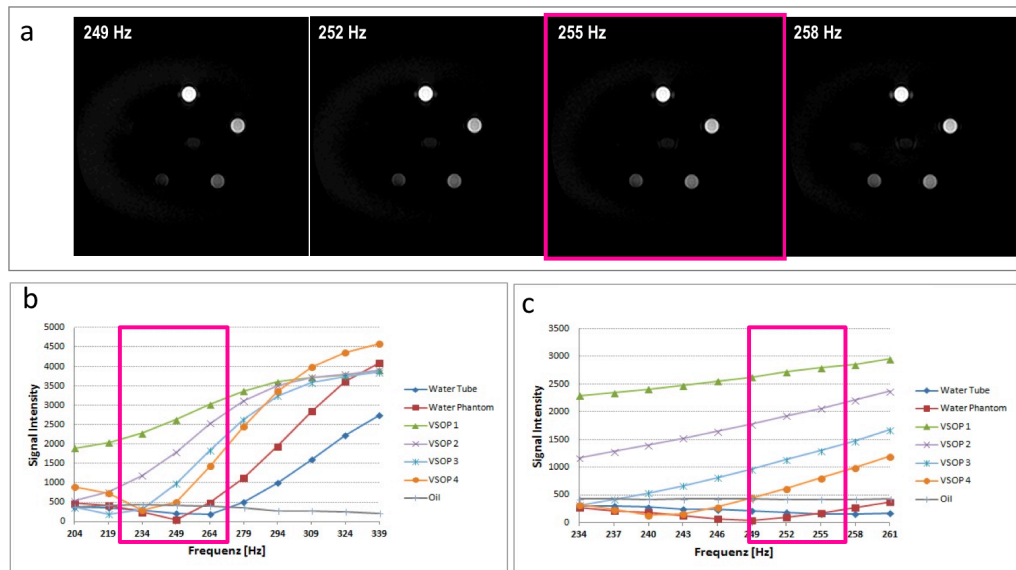 a
249 Hz
252 Hz
255 Hz
258 Hz
b
5000
4500
4000
3500
3000
2500
2000
1500
1000
500
0
Signal Intensity
204 219 234 249 264 279 294 309 324 339
Frequenz [Hz]
Water Tube
Water Phantom
VSOP 1
VSOP 2
VSOP 3
VSOP 4
Oil
c
3500
3000
2500
2000
1500
1000
500
0
Signal Intensity
234 237 240 243 246 249 252 255 258 261
Frequenz [Hz]
Water Tube
Water Phantom
VSOP 1
VSOP 2
VSOP 3
VSOP 4
Oil